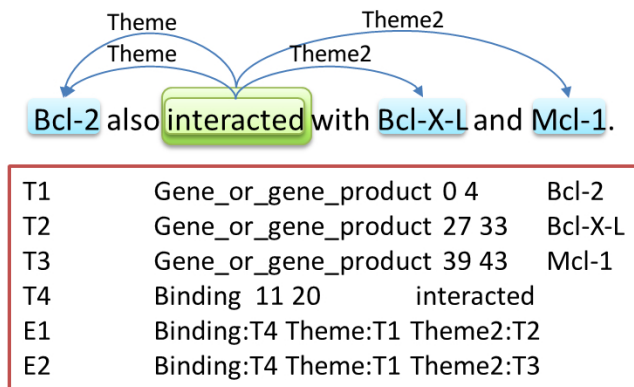 Theme
Theme2
Theme
Theme2
Bcl-2 also interacted with Bcl-X-L and Mcl-1.
T1 Gene_or_gene_product 0 4 Bcl-2
T2 Gene_or_gene_product 27 33 Bcl-X-L
T3 Gene_or_gene_product 39 43 Mcl-1
T4 Binding 11 20 interacted
E1 Binding:T4 Theme:T1 Theme2:T2
E2 Binding:T4 Theme:T1 Theme2:T3